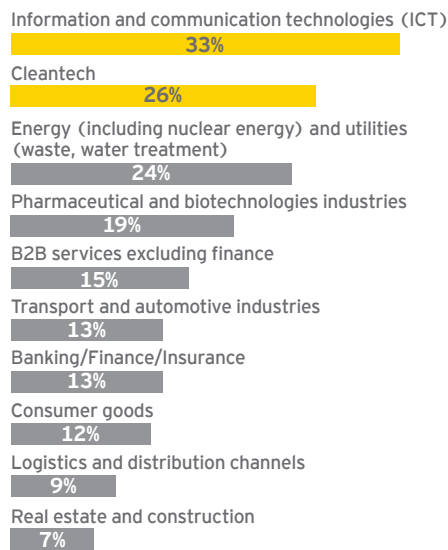 Information and communication technologies (ICT)
33%
Cleantech
26%
Energy (including nuclear energy) and utilities
(waste, water treatment)
24%
Pharmaceutical and biotechnologies industries
19%
B2B services excluding finance
15%
Transport and automotive industries
13%
Banking/Finance/Insurance
13%
Consumer goods
12%
Logistics and distribution channels
9%
Real estate and construction
7%